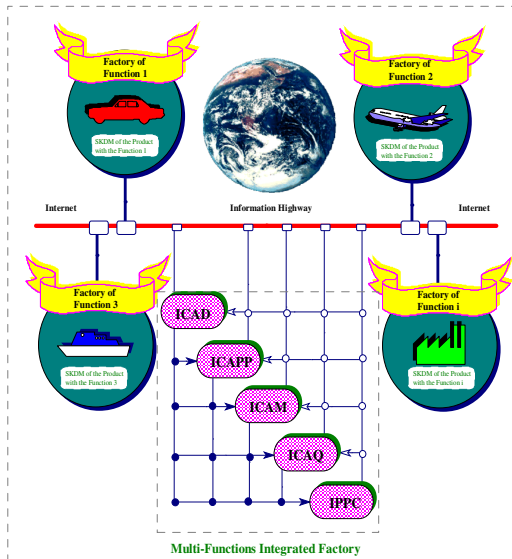 Factory of
Function 1
SKDM of the Product
with the Function 1
Factory of
Function 2
SKDM of the Product
with the Function 2
Internet
Information Highway
Internet
Factory of
Function 3
SKDM of the Product
with the Function 3
Factory of
Function i
SKDM of the Product
with the Function i
ICAD
ICAPP
ICAM
ICAQ
IPPC
Multi-Functions Integrated Factory